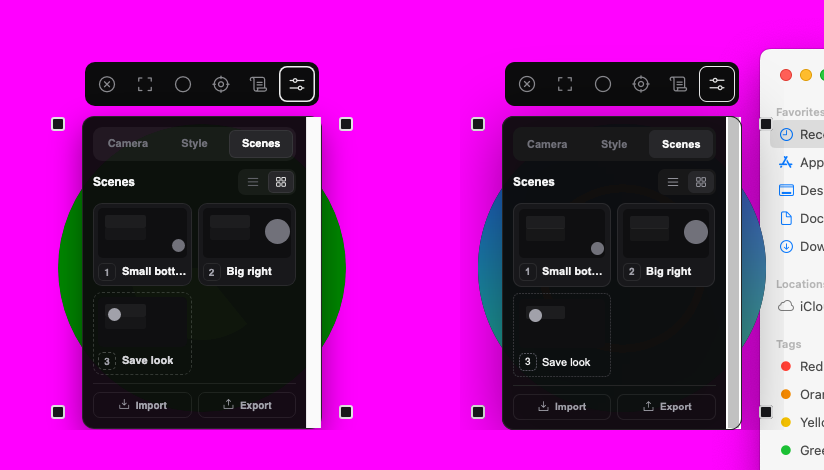 Camera Style Scenes
Scenes
1 Small bott... 2 Big right
3 Save look
Import Export
Camera Style Scenes
Scenes
1 Small bot... 2 Big right
3 Save look
Import Export
Favorites
Rece
App
Des
Doc
Dow
Locations
iClou
Tags
Red
Oran
Yello
Gree